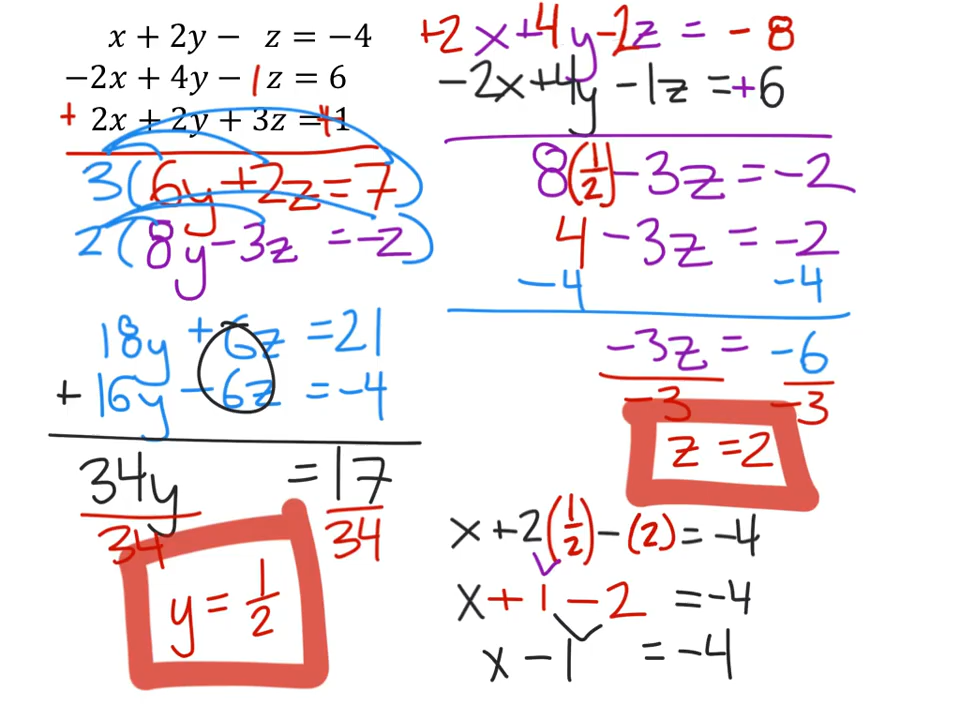 x + 2y − z = −4
−2x + 4y − 1z = 6
+ 2x + 2y + 3z = +1
3(6y+2z=7)
2(8y−3z =−2)
18y +6z =21
+ 16y −6z = −4
34y =17
34 34
y = 1/2
+2x+4y−2z = −8
−2x+4y −1z =+6
8(1/2)−3z =−2
4 −3z = −2
−4 −4
−3z = −6
−3 −3
z =2
x +2(1/2)−(2)=−4
x + 1 − 2 =−4
x − 1 = −4